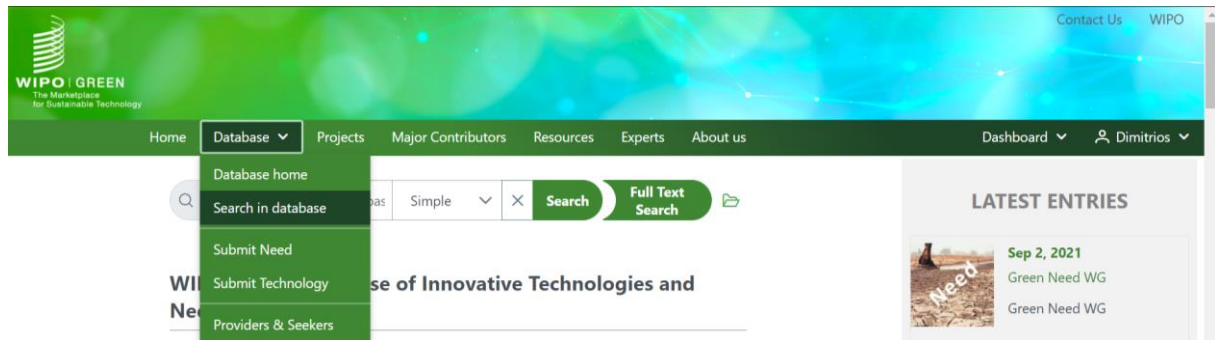 Contact Us WIPO
WIPO | GREEN
The Marketplace
for Sustainable Technology
Home Database Projects Major Contributors Resources Experts About us Dashboard Dimitrios
Database home
Search in database
Submit Need
Submit Technology
Providers & Seekers
Simple Search Full Text
Search
se of Innovative Technologies and
LATEST ENTRIES
Need
Sep 2, 2021
Green Need WG
Green Need WG